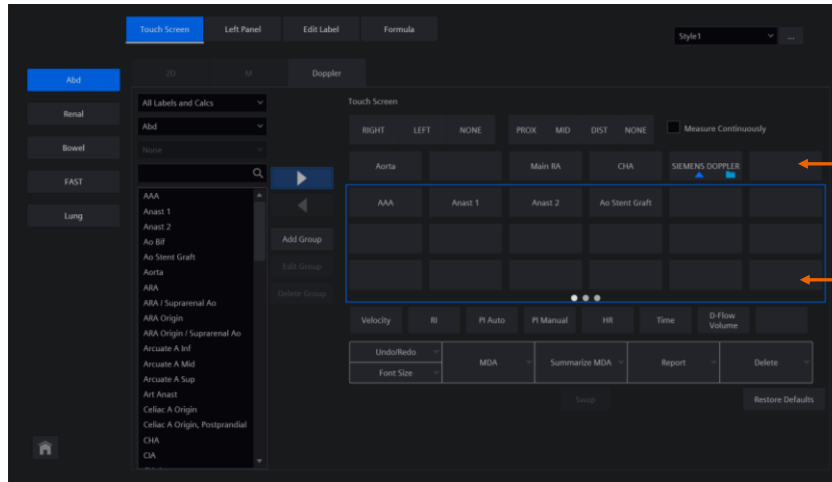 Touch Screen Left Panel Edit Label Formula
Style1 ...
Abd
Renal
Bowel
FAST
Lung
2D M Doppler
All Labels and Calcs
Abd
None
AAA
Anast 1
Anast 2
Ao Bif
Ao Stent Graft
Aorta
ARA
ARA / Suprarenal Ao
ARA Origin
ARA Origin / Suprarenal Ao
Arcuate A Inf
Arcuate A Mid
Arcuate A Sup
Art Anast
Celiac A Origin
Celiac A Origin, Postprandial
CHA
CIA
Add Group
Edit Group
Delete Group
Touch Screen
RIGHT LEFT NONE PROX MID DIST NONE Measure Continuously
Aorta Main RA CHA SIEMENS DOPPLER
AAA Anast 1 Anast 2 Ao Stent Graft
Velocity RI PI Auto PI Manual HR Time D-Flow
Volume
Undo/Redo
Font Size
MDA Summarize MDA Report Delete
Swap Restore Defaults